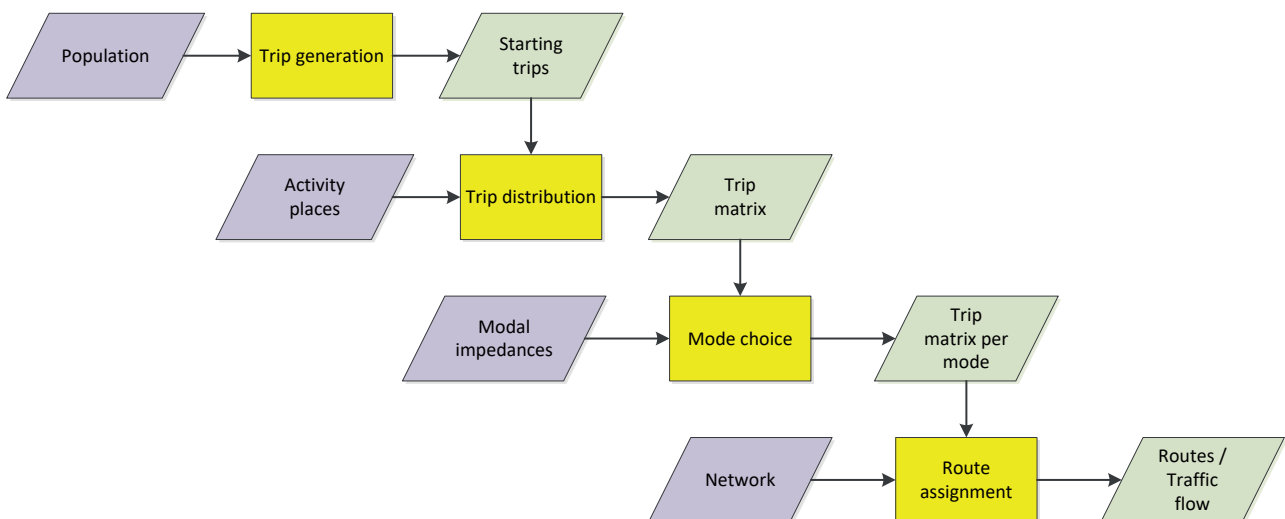 Population
Trip generation
Starting
trips
Activity
places
Trip distribution
Trip
matrix
Modal
impedances
Mode choice
Trip
matrix per
mode
Network
Route
assignment
Routes /
Traffic
flow